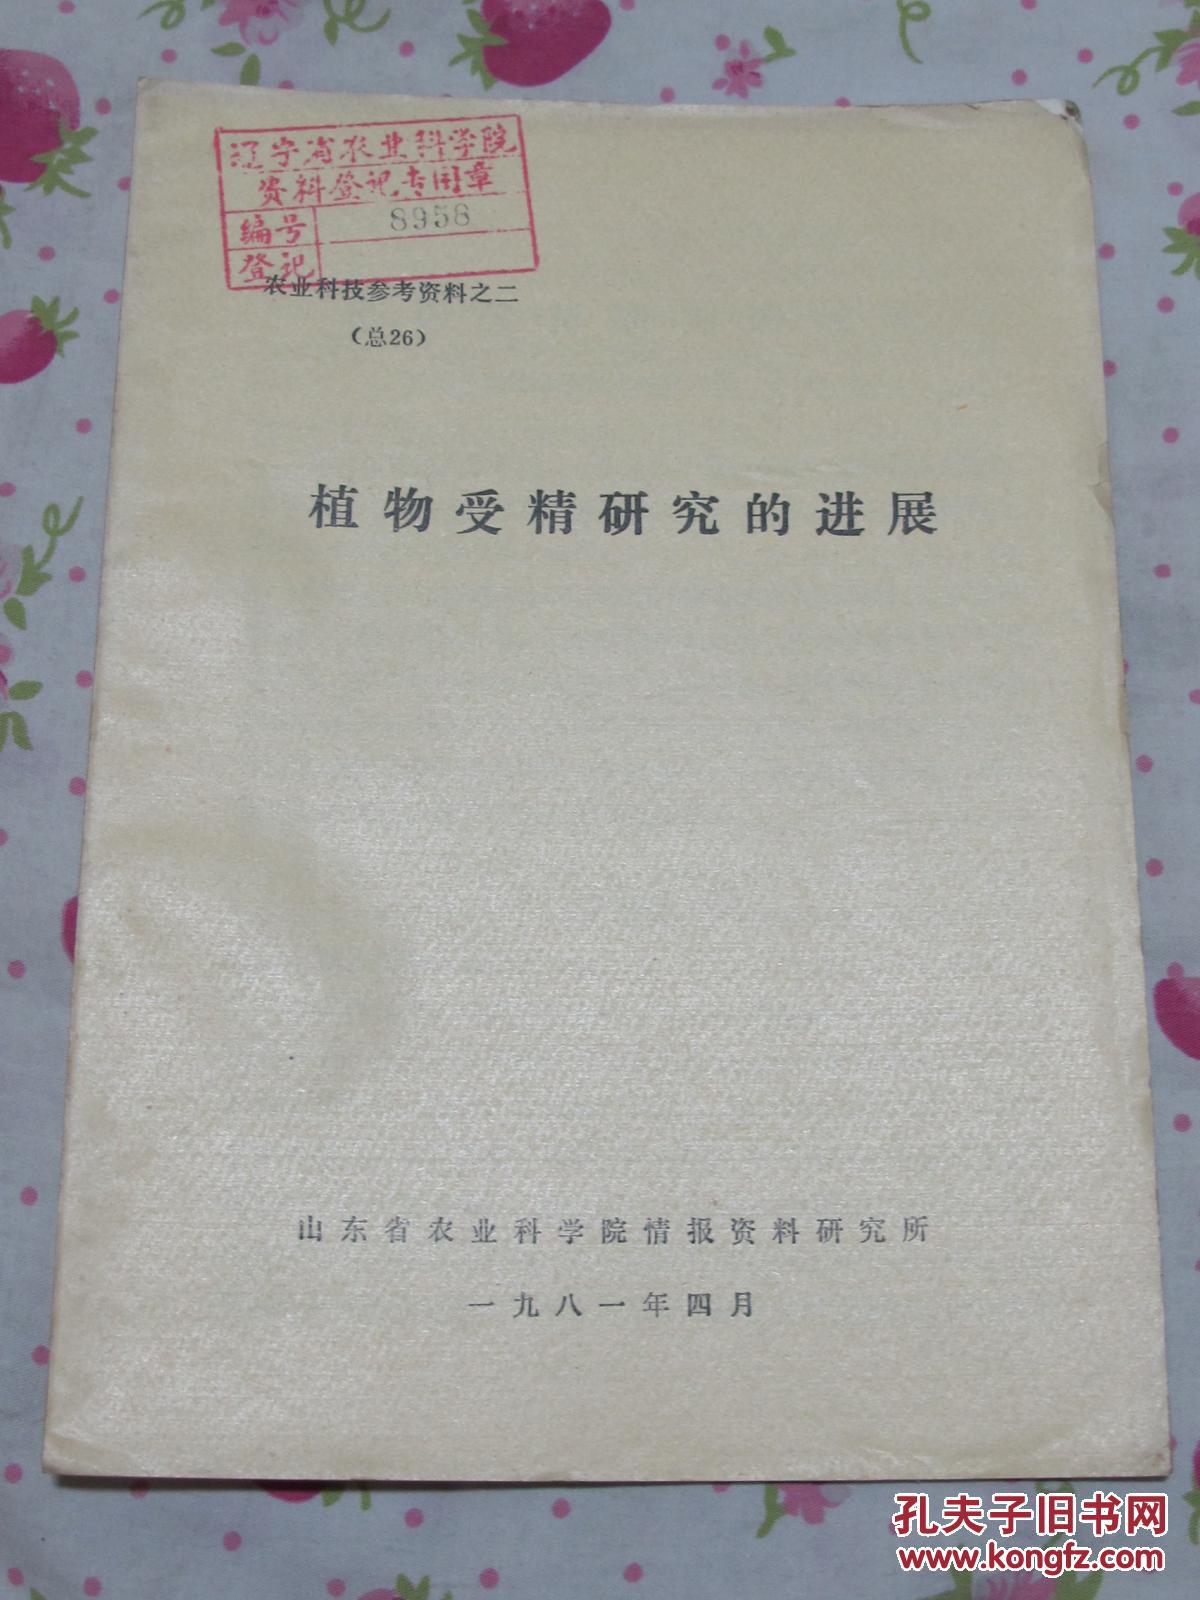 辽宁省农业科学院
资料登记专用章
编号 8958
登记
农业科技参考资料之二
（总26）
植物受精研究的进展
山东省农业科学院情报资料研究所
一九八一年四月
孔夫子旧书网
www.kongfz.com